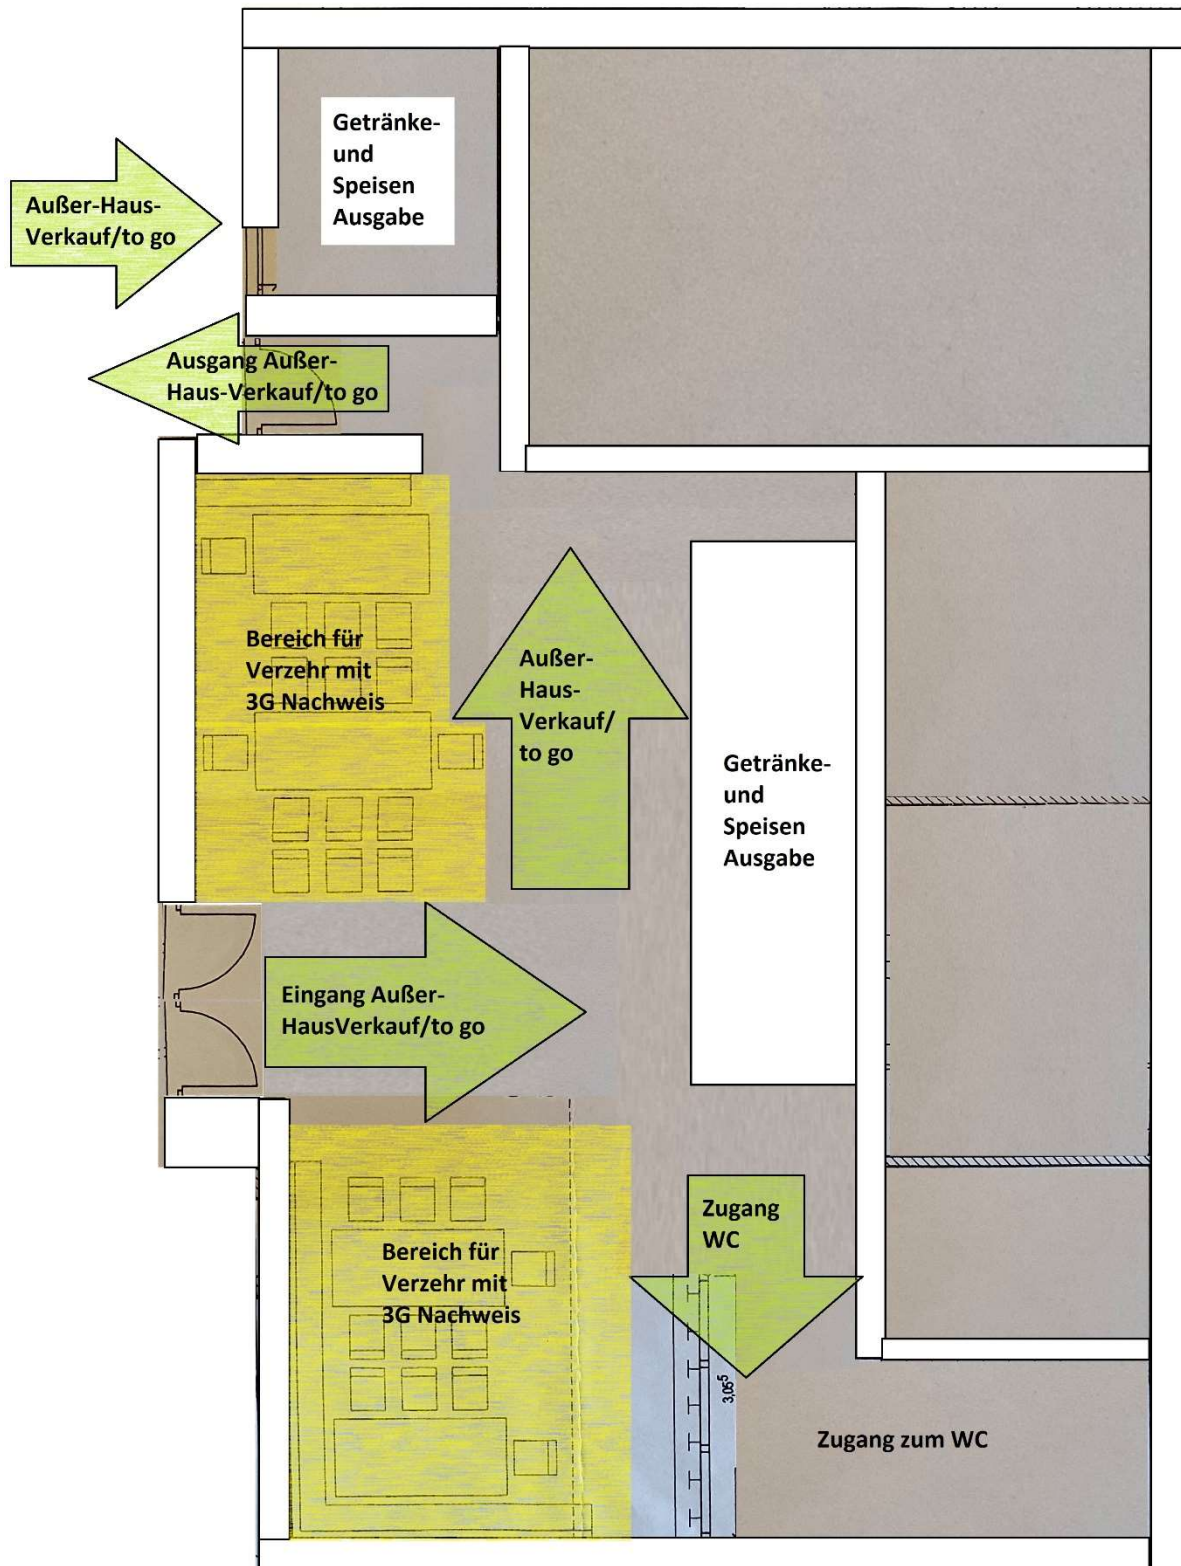 Getränke-
und
Speisen
Ausgabe
Außer-Haus-
Verkauf/to go
Ausgang Außer-
Haus-Verkauf/to go
Bereich für
Verzehr mit
3G Nachweis
Außer-
Haus-
Verkauf/
to go
Getränke-
und
Speisen
Ausgabe
Eingang Außer-
HausVerkauf/to go
Zugang
WC
Bereich für
Verzehr mit
3G Nachweis
3,05⁵
Zugang zum WC